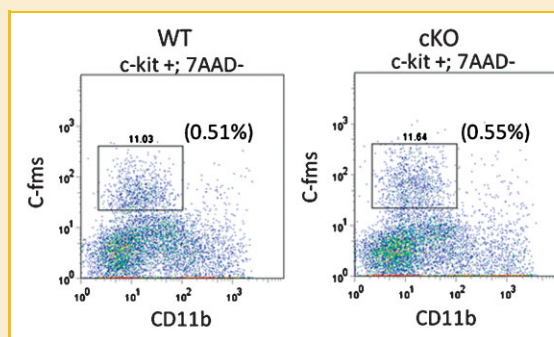 WT
c-kit +; 7AAD-
11.03
(0.51%)
C-fms
10³
10²
10¹
10⁰
10⁰ 10¹ 10² 10³
CD11b
cKO
c-kit +; 7AAD-
11.64
(0.55%)
C-fms
10³
10²
10¹
10⁰
10⁰ 10¹ 10² 10³
CD11b